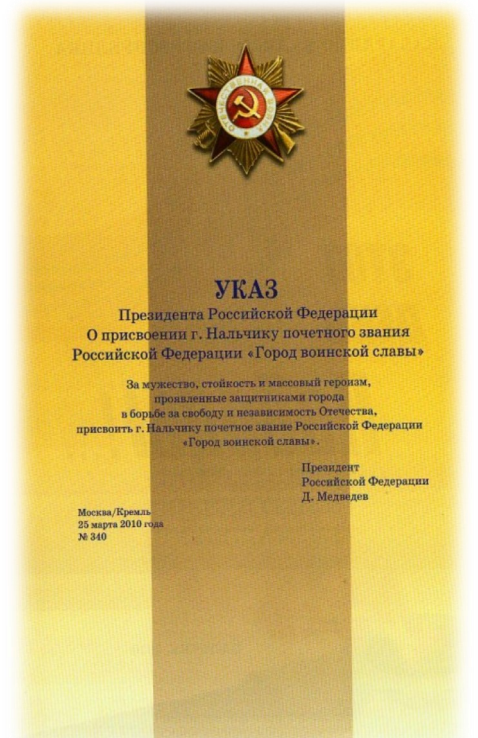 ОТЕЧЕСТВЕННАЯ ВОЙНА
УКАЗ
Президента Российской Федерации
О присвоении г. Нальчику почетного звания
Российской Федерации «Город воинской славы»
За мужество, стойкость и массовый героизм,
проявленные защитниками города
в борьбе за свободу и независимость Отечества,
присвоить г. Нальчику почетное звание Российской Федерации
«Город воинской славы».
Президент
Российской Федерации
Д. Медведев
Москва/Кремль
25 марта 2010 года
№ 340